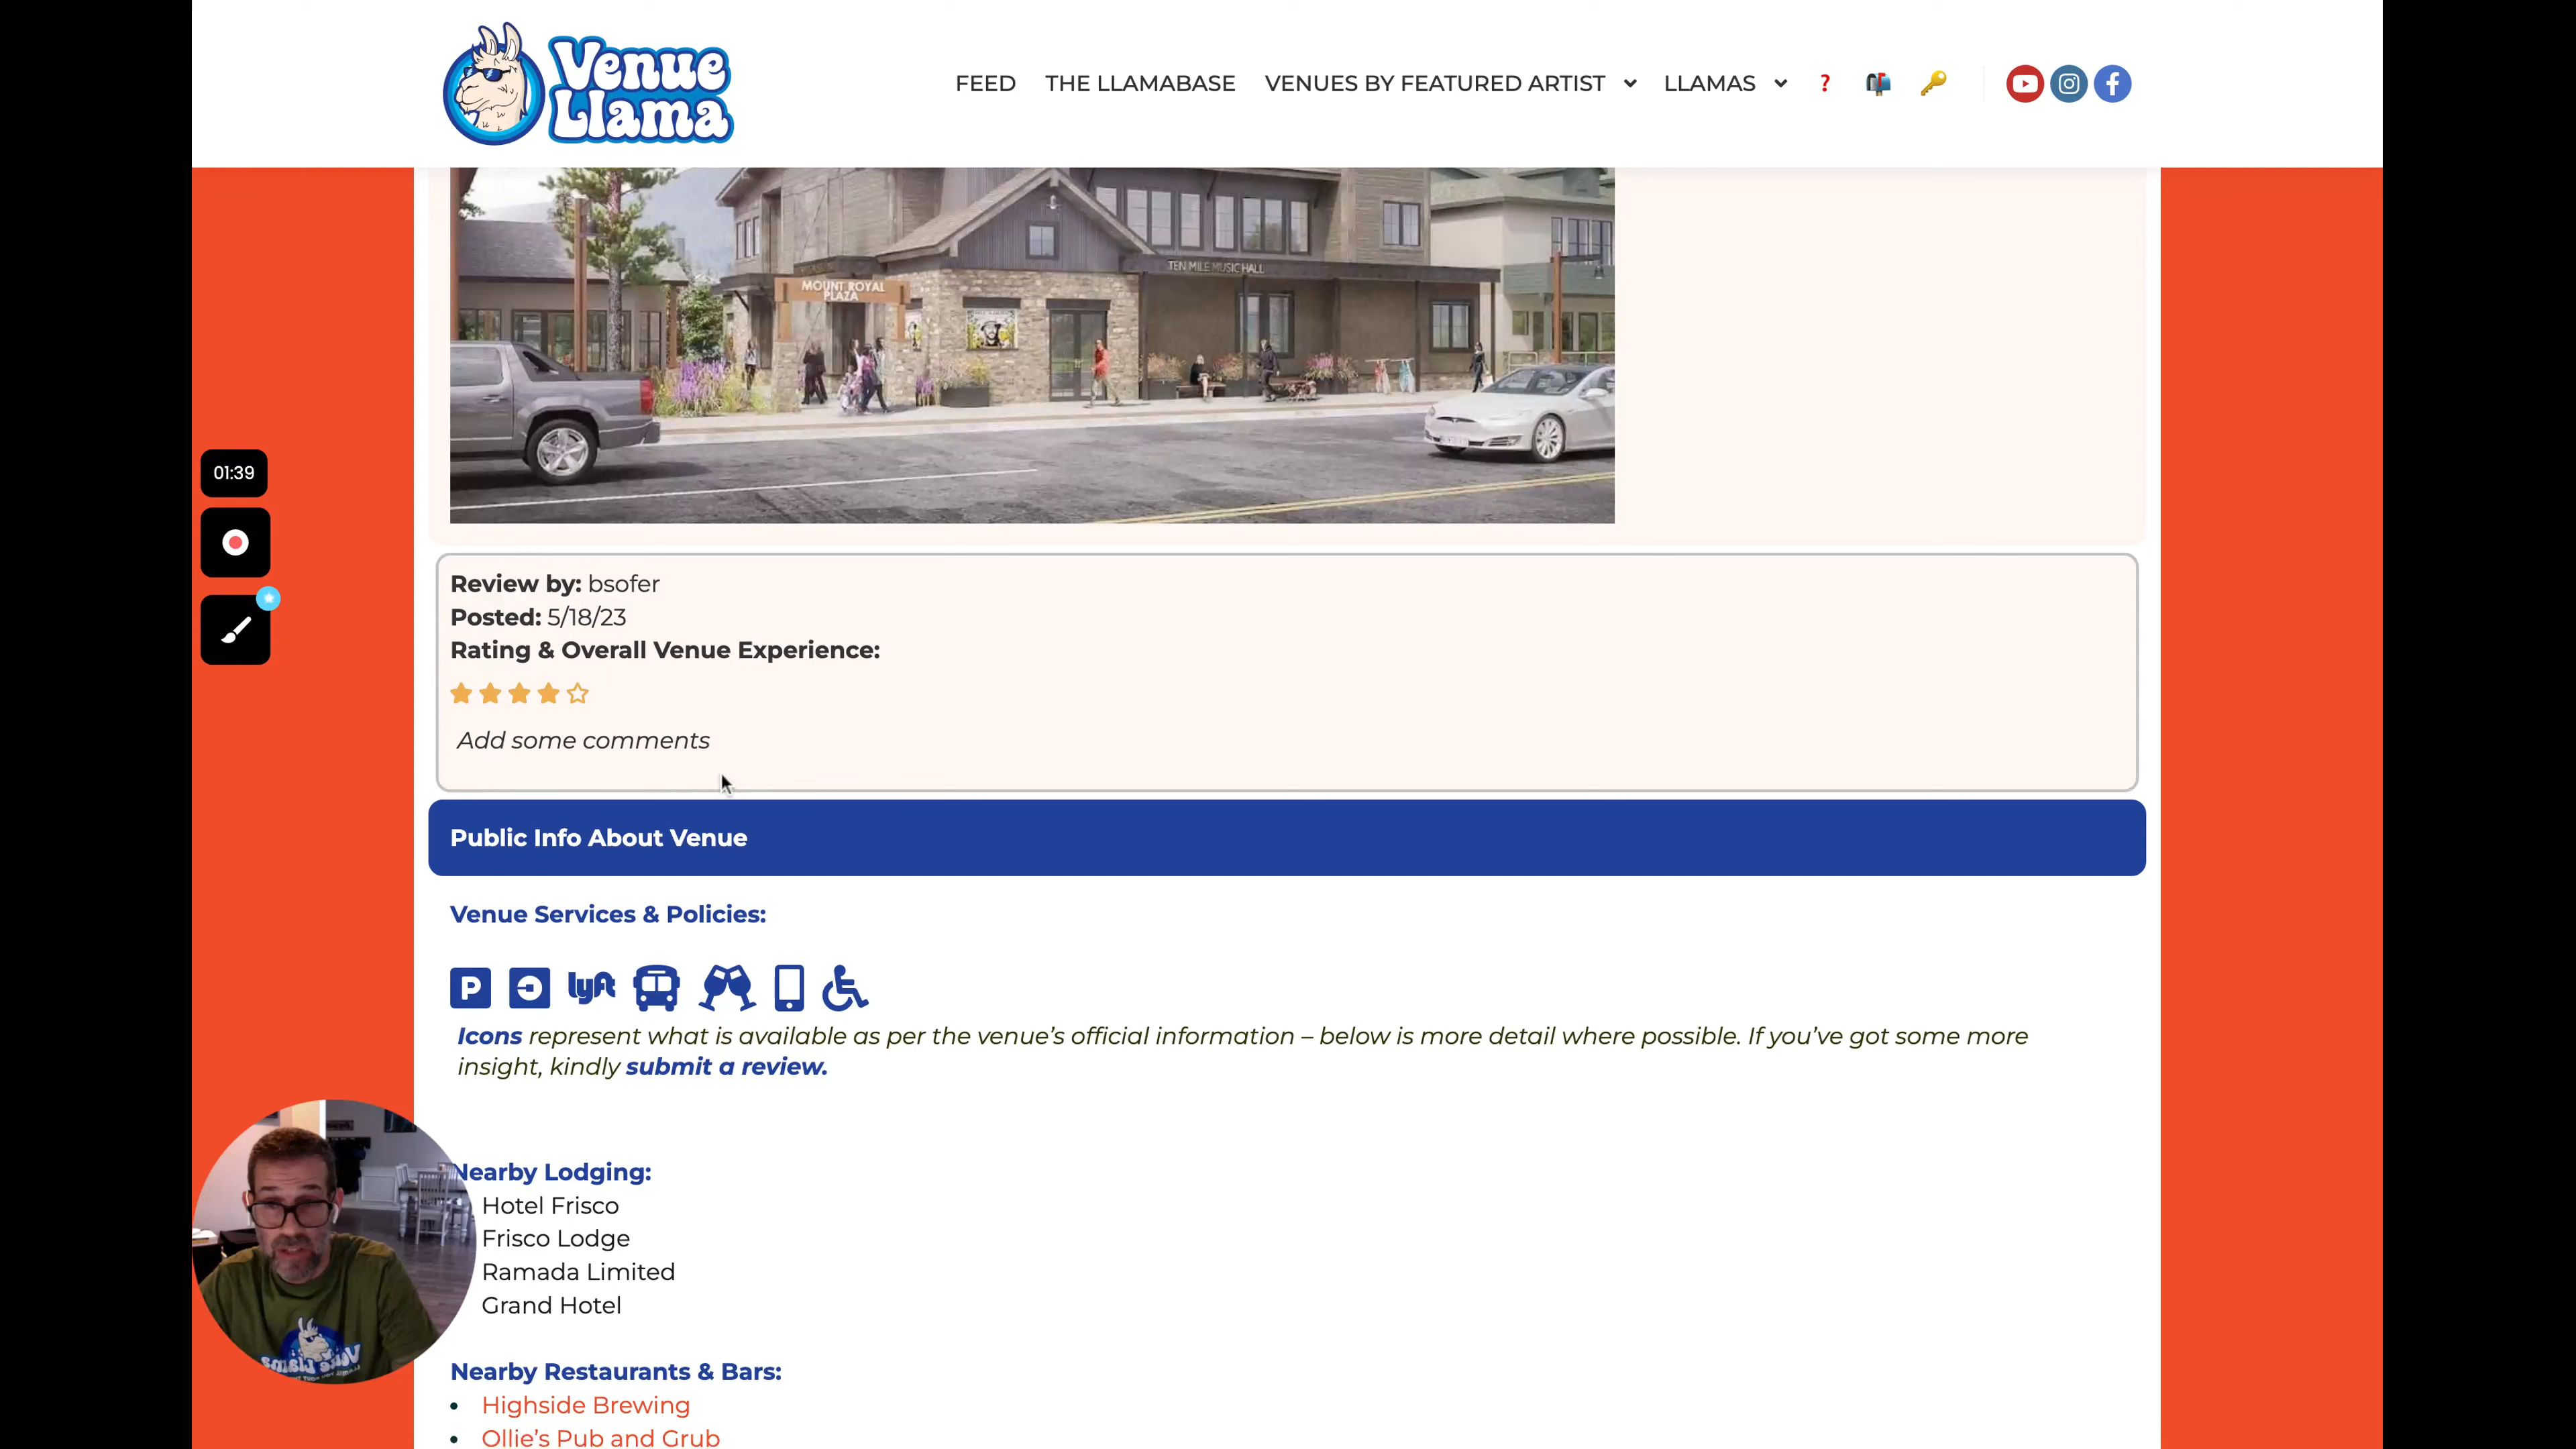 Venue
Llama
FEED
THE LLAMABASE
VENUES BY FEATURED ARTIST
LLAMAS
?
TEN MILE MUSIC HALL
MOUNT ROYAL
PLAZA
01:39
Review by: bsofer
Posted: 5/18/23
Rating & Overall Venue Experience:
Add some comments
Public Info About Venue
Venue Services & Policies:
P
lyft
Icons represent what is available as per the venue's official information – below is more detail where possible. If you've got some more
insight, kindly submit a review.
Nearby Lodging:
Hotel Frisco
Frisco Lodge
Ramada Limited
Grand Hotel
Venue Llama
Nearby Restaurants & Bars:
• Highside Brewing
• Ollie's Pub and Grub